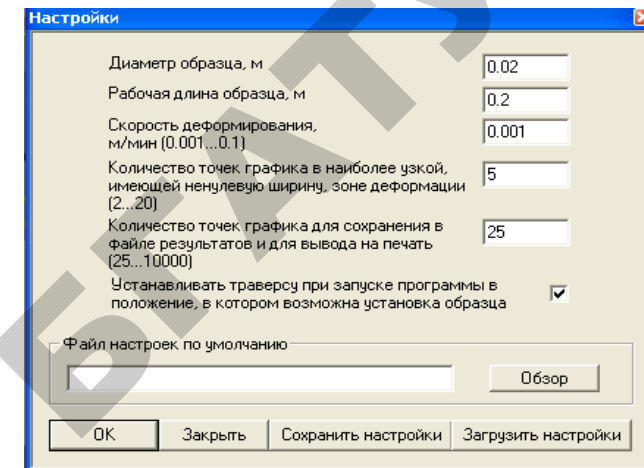 Настройки
Диаметр образца, м
0.02
Рабочая длина образца, м
0.2
Скорость деформирования,
м/мин (0.001...0.1)
0.001
Количество точек графика в наиболее узкой,
имеющей ненулевую ширину, зоне деформации
(2...20)
5
Количество точек графика для сохранения в
файле результатов и для вывода на печать
(25...10000)
25
Устанавливать траверсу при запуске программы в
положение, в котором возможна установка образца
Файл настроек по умолчанию
Обзор
OK
Закрыть
Сохранить настройки
Загрузить настройки
БГАТУ